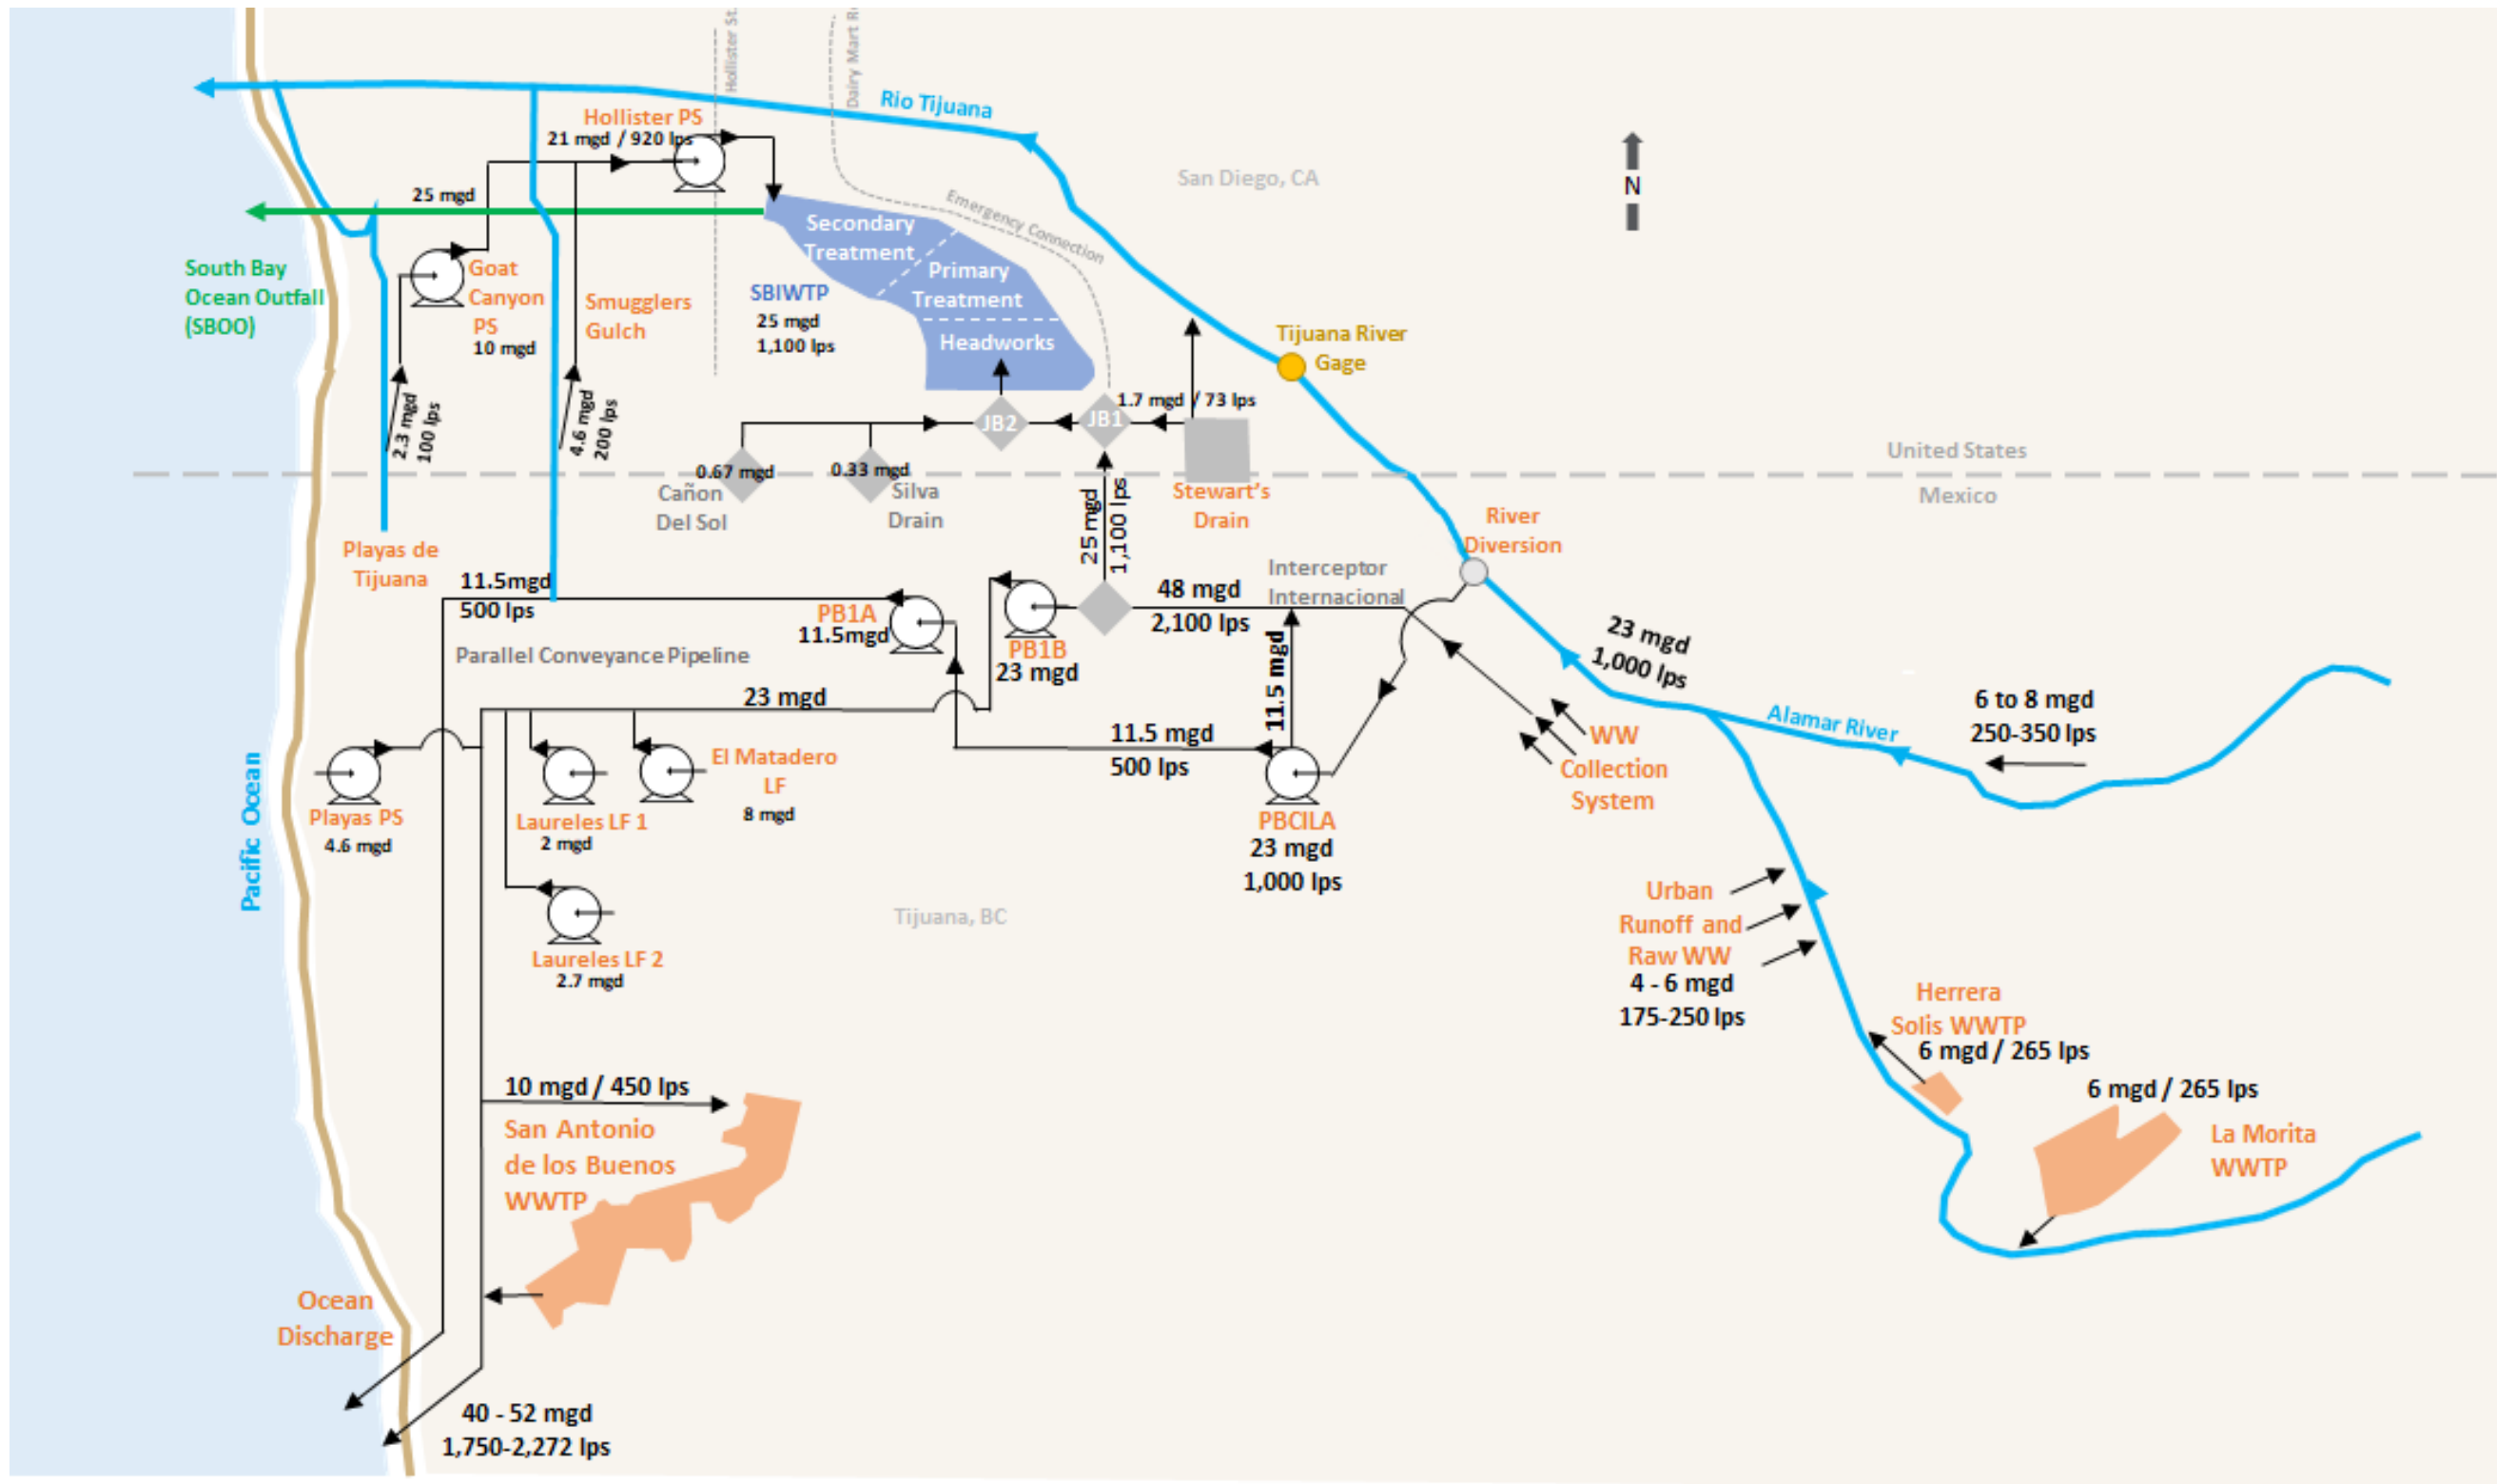 Hollister St.
Dairy Mart R
Rio Tijuana
Hollister PS
21 mgd / 920 lps
San Diego, CA
N
25 mgd
Emergency Connection
Secondary
Treatment
Primary
Treatment
Headworks
South Bay
Ocean Outfall
(SBOO)
Goat
Canyon
PS
10 mgd
Smugglers
Gulch
SBIWTP
25 mgd
1,100 lps
Tijuana River
Gage
2.3 mgd
100 lps
4.6 mgd
200 lps
JB2
JB1
1.7 mgd / 73 lps
0.67 mgd
0.33 mgd
United States
Mexico
Cañon
Del Sol
Silva
Drain
25 mgd
1,100 lps
Stewart's
Drain
River
Diversion
Playas de
Tijuana
11.5mgd
500 lps
PB1A
11.5mgd
PB1B
23 mgd
48 mgd
2,100 lps
Interceptor
Internacional
Parallel Conveyance Pipeline
23 mgd
11.5 mgd
23 mgd
1,000 lps
Alamar River
6 to 8 mgd
250-350 lps
11.5 mgd
500 lps
WW
Collection
System
Pacific Ocean
Playas PS
4.6 mgd
Laureles LF 1
2 mgd
El Matadero
LF
8 mgd
PBCILA
23 mgd
1,000 lps
Laureles LF 2
2.7 mgd
Tijuana, BC
Urban
Runoff and
Raw WW
4 - 6 mgd
175-250 lps
Herrera
Solis WWTP
6 mgd / 265 lps
6 mgd / 265 lps
La Morita
WWTP
10 mgd / 450 lps
San Antonio
de los Buenos
WWTP
Ocean
Discharge
40 - 52 mgd
1,750-2,272 lps